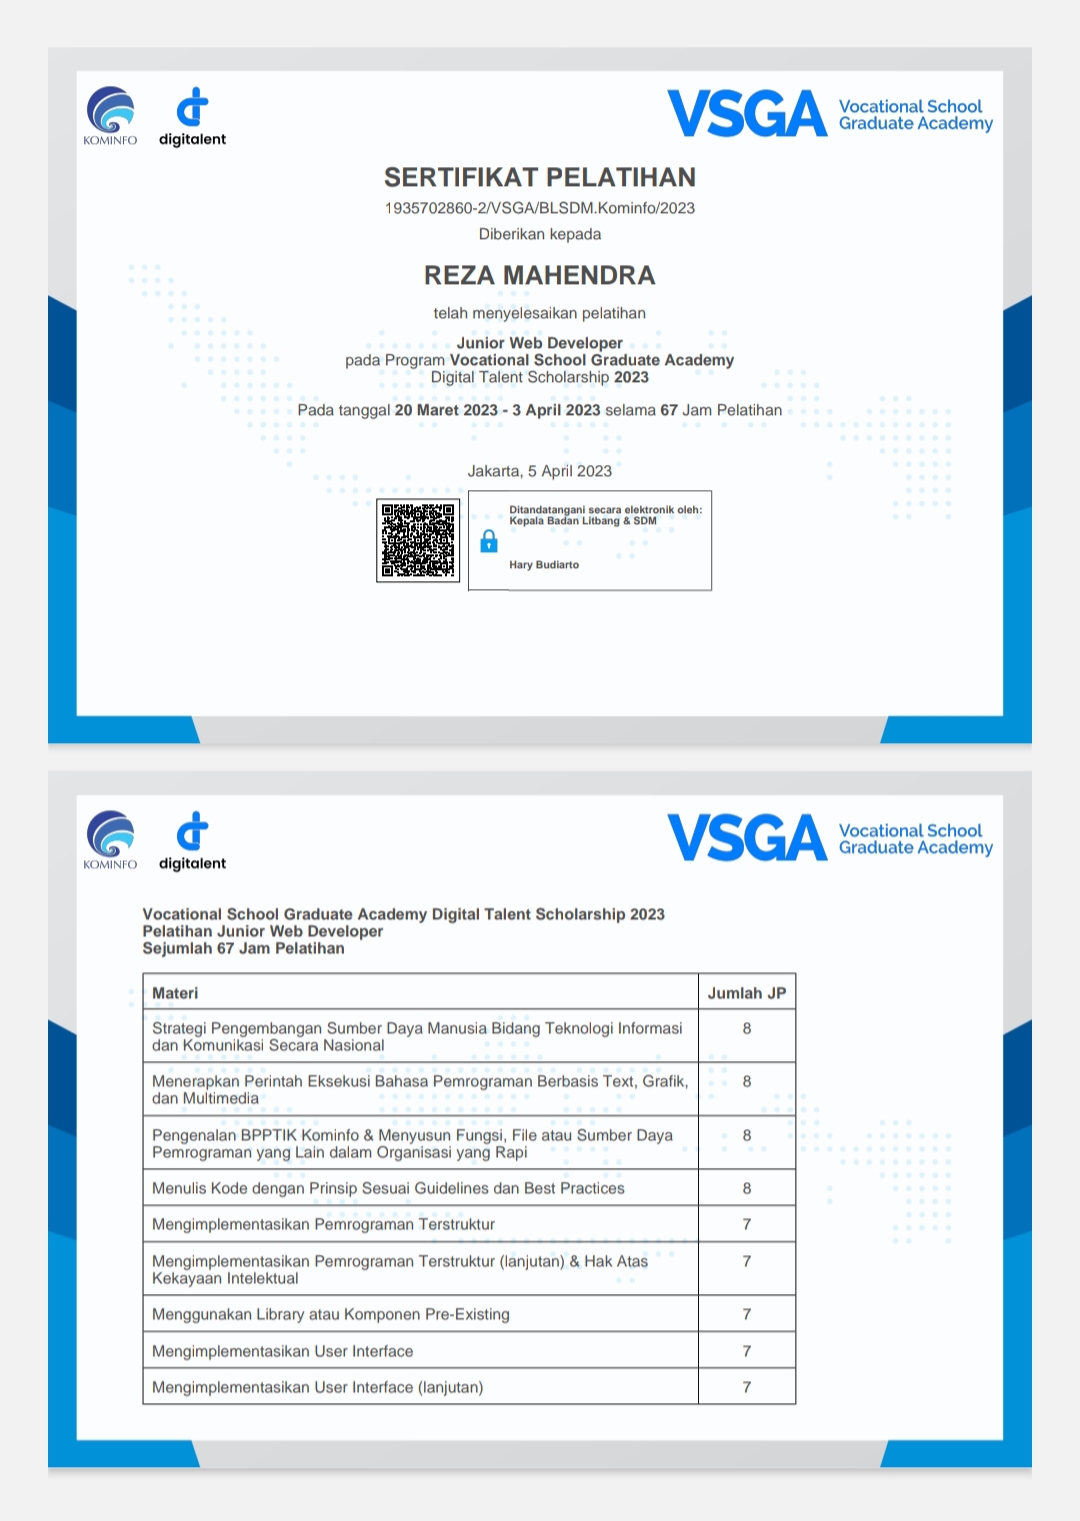 KOMINFO
digitalent
VSGA
Vocational School
Graduate Academy
SERTIFIKAT PELATIHAN
1935702860-2/VSGA/BLSDM.Kominfo/2023
Diberikan kepada
REZA MAHENDRA
telah menyelesaikan pelatihan
Junior Web Developer
pada Program Vocational School Graduate Academy
Digital Talent Scholarship 2023
Pada tanggal 20 Maret 2023 - 3 April 2023 selama 67 Jam Pelatihan
Jakarta, 5 April 2023
Ditandatangani secara elektronik oleh:
Kepala Badan Litbang & SDM
Hary Budiarto
KOMINFO
digitalent
VSGA
Vocational School
Graduate Academy
Vocational School Graduate Academy Digital Talent Scholarship 2023
Pelatihan Junior Web Developer
Sejumlah 67 Jam Pelatihan
Materi Jumlah JP
Strategi Pengembangan Sumber Daya Manusia Bidang Teknologi Informasi 8
dan Komunikasi Secara Nasional
Menerapkan Perintah Eksekusi Bahasa Pemrograman Berbasis Text, Grafik, 8
dan Multimedia
Pengenalan BPPTIK Kominfo & Menyusun Fungsi, File atau Sumber Daya 8
Pemrograman yang Lain dalam Organisasi yang Rapi
Menulis Kode dengan Prinsip Sesuai Guidelines dan Best Practices 8
Mengimplementasikan Pemrograman Terstruktur 7
Mengimplementasikan Pemrograman Terstruktur (lanjutan) & Hak Atas 7
Kekayaan Intelektual
Menggunakan Library atau Komponen Pre-Existing 7
Mengimplementasikan User Interface 7
Mengimplementasikan User Interface (lanjutan) 7